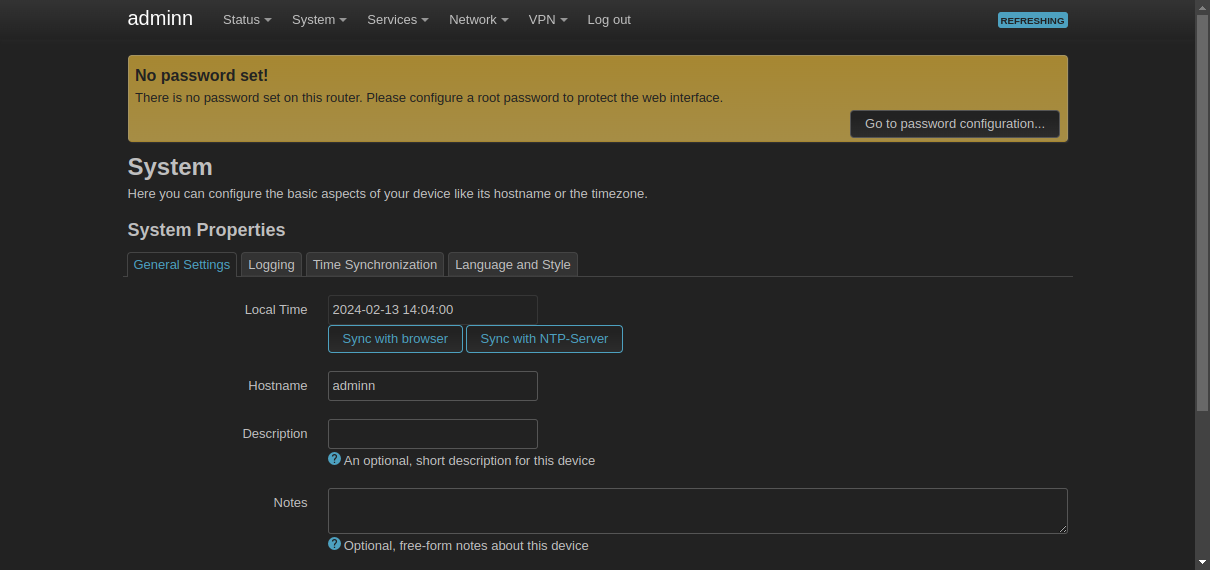 adminn Status System Services Network VPN Log out REFRESHING
No password set!
There is no password set on this router. Please configure a root password to protect the web interface.
Go to password configuration...
System
Here you can configure the basic aspects of your device like its hostname or the timezone.
System Properties
General Settings Logging Time Synchronization Language and Style
Local Time 2024-02-13 14:04:00
Sync with browser Sync with NTP-Server
Hostname adminn
Description
? An optional, short description for this device
Notes
? Optional, free-form notes about this device